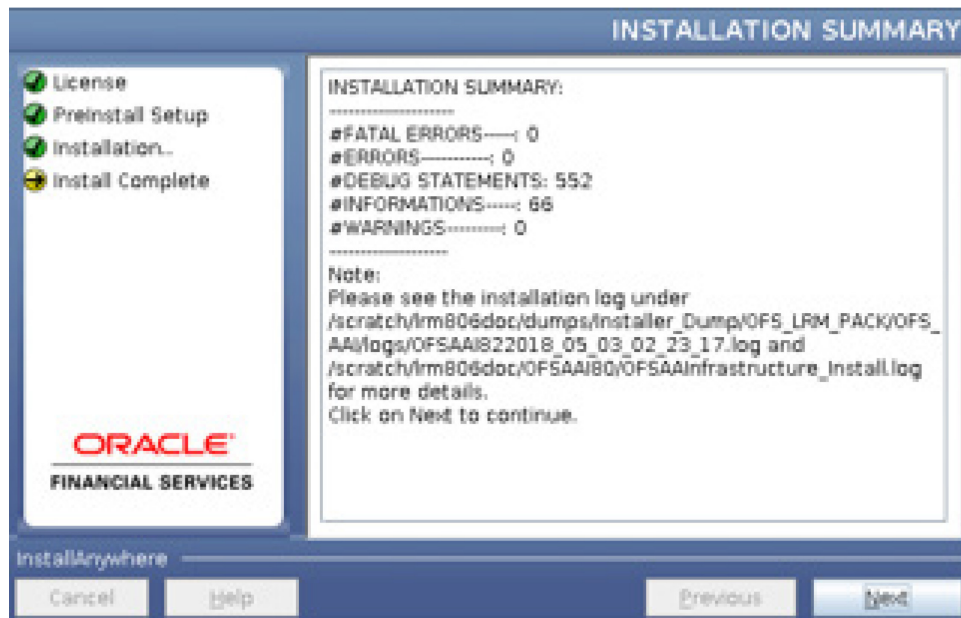 INSTALLATION SUMMARY
License
PreInstall Setup
Installation..
Install Complete
ORACLE
FINANCIAL SERVICES
INSTALLATION SUMMARY:
--------------------
#FATAL ERRORS-----: 0
#ERRORS-----------: 0
#DEBUG STATEMENTS: 552
#INFORMATIONS-----: 66
#WARNINGS---------: 0
--------------------
Note:
Please see the installation log under
/scratch/lrm806doc/dumps/Installer_Dump/OFS_LRM_PACK/OFS_
AAI/logs/OFSAAI822018_05_03_02_23_17.log and
/scratch/lrm806doc/OFSAAI80/OFSAAInfrastructure_Install.log
for more details.
Click on Next to continue.
InstallAnywhere
Cancel
Help
Previous
Next